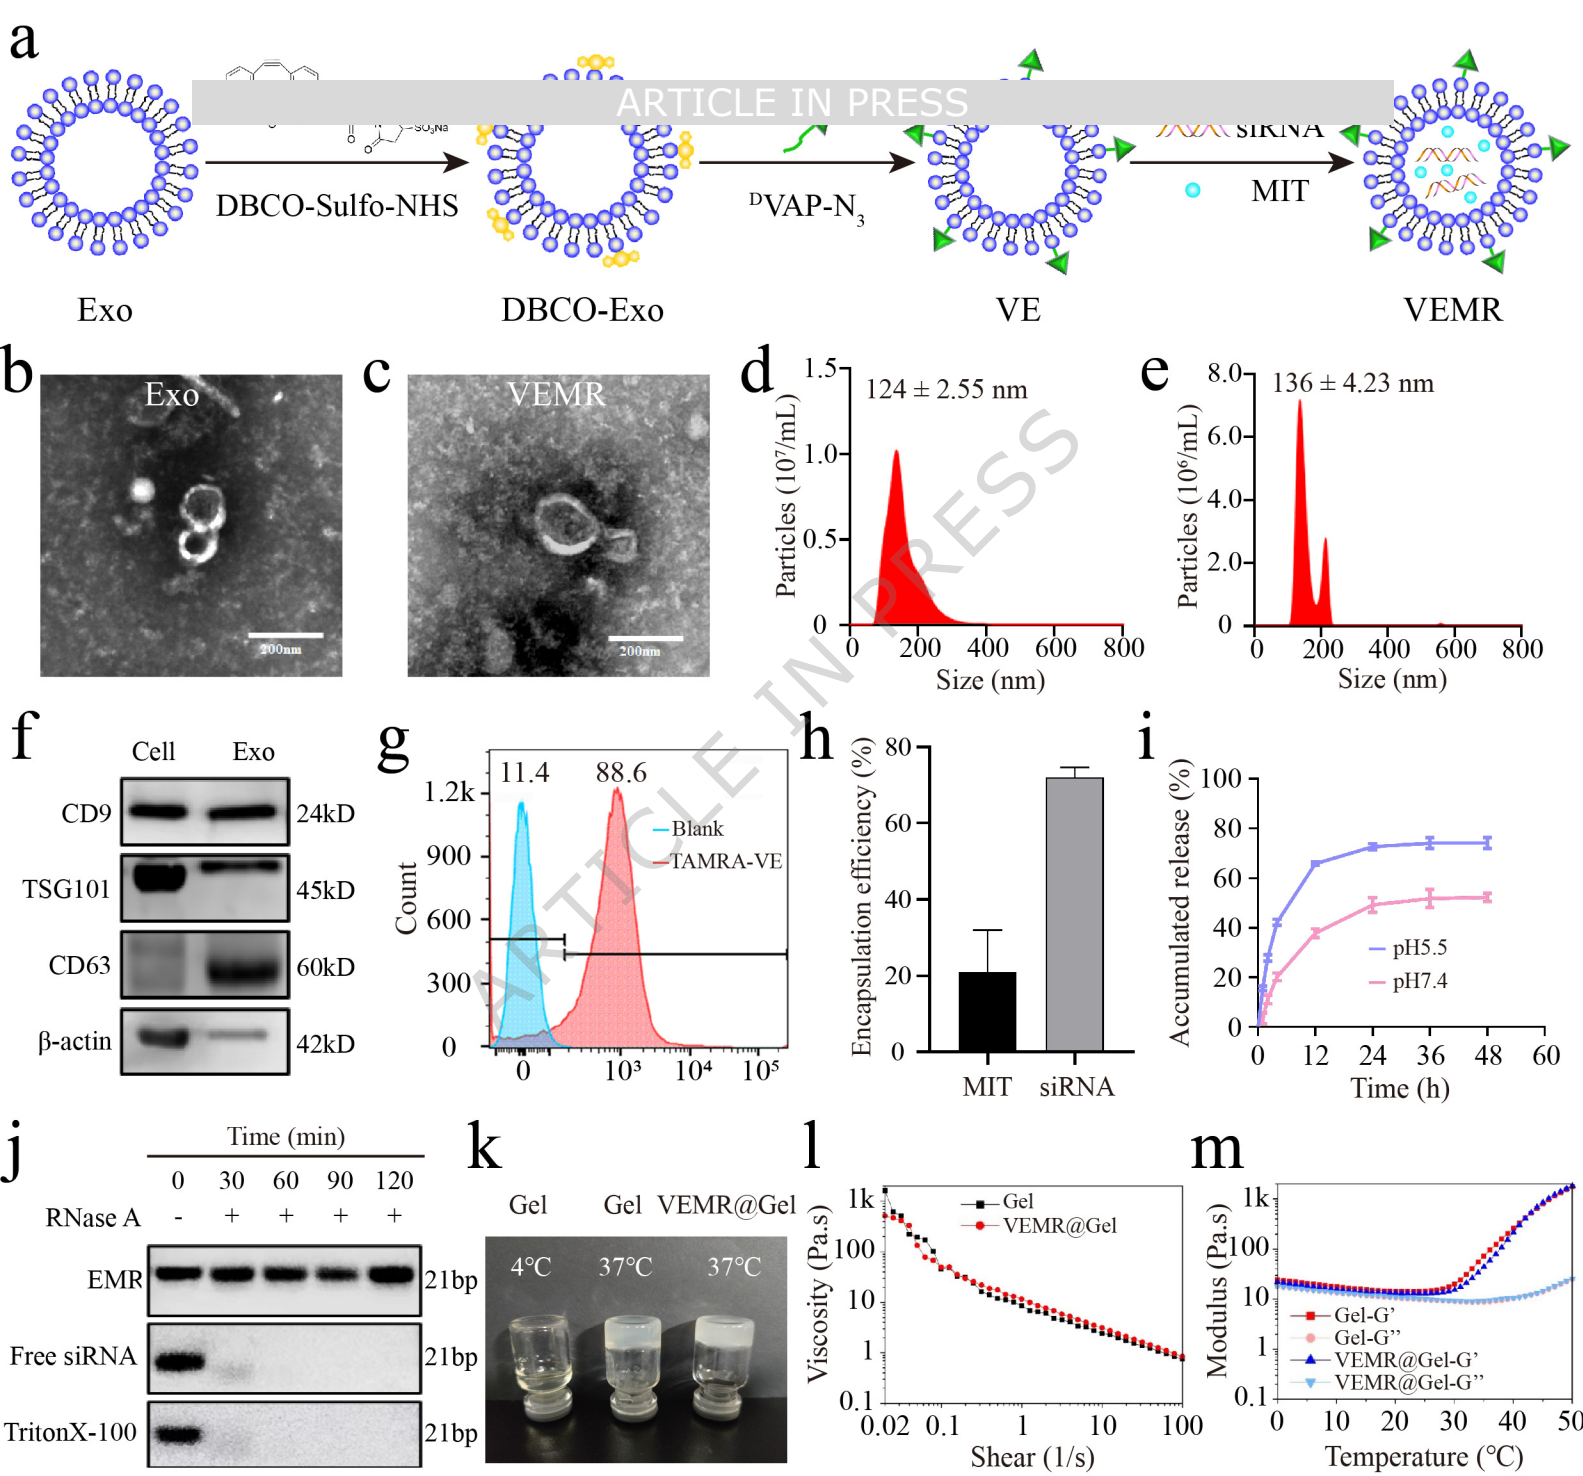 a
ARTICLE IN PRESS
SO₃Na
O
siRNA
DBCO-Sulfo-NHS
ᴰVAP-N₃
MIT
Exo
DBCO-Exo
VE
VEMR
b
Exo
200nm
c
VEMR
200nm
d
124 ± 2.55 nm
Particles (10⁷/mL)
1.5
1.0
0.5
0
0 200 400 600 800
Size (nm)
e
136 ± 4.23 nm
Particles (10⁶/mL)
8.0
6.0
4.0
2.0
0
0 200 400 600 800
Size (nm)
ARTICLE IN PRESS
f
Cell Exo
CD9 24kD
TSG101 45kD
CD63 60kD
β-actin 42kD
g
11.4 88.6
Blank
TAMRA-VE
Count
1.2k
900
600
300
0
0 10³ 10⁴ 10⁵
h
Encapsulation efficiency (%)
80
60
40
20
0
MIT siRNA
i
Accumulated release (%)
100
80
60
40
20
0
pH5.5
pH7.4
0 12 24 36 48 60
Time (h)
j
Time (min)
0 30 60 90 120
RNase A - + + + +
EMR 21bp
Free siRNA 21bp
TritonX-100 21bp
k
Gel Gel VEMR@Gel
4℃ 37℃ 37℃
l
Viscosity (Pa.s)
1k
100
10
1
0.1
Gel
VEMR@Gel
0.02 0.1 1 10 100
Shear (1/s)
m
Modulus (Pa.s)
1k
100
10
1
0.1
Gel-G'
Gel-G''
VEMR@Gel-G'
VEMR@Gel-G''
0 10 20 30 40 50
Temperature (℃)